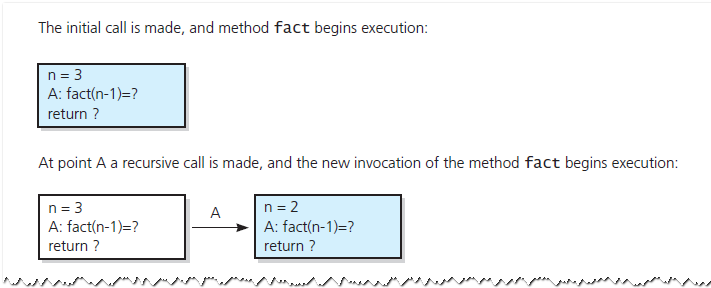 The initial call is made, and method fact begins execution:
n = 3
A: fact(n-1)=?
return ?
At point A a recursive call is made, and the new invocation of the method fact begins execution:
n = 3
A: fact(n-1)=?
return ?
A
n = 2
A: fact(n-1)=?
return ?